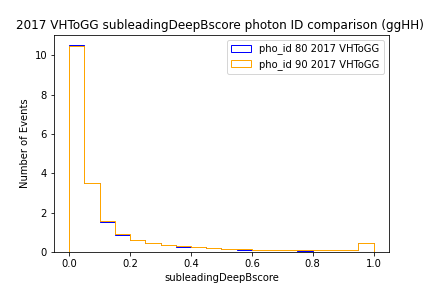 2017 VHToGG subleadingDeepBscore photon ID comparison (ggHH)
pho_id 80 2017 VHToGG
pho_id 90 2017 VHToGG
Number of Events
10
8
6
4
2
0
0.0 0.2 0.4 0.6 0.8 1.0
subleadingDeepBscore